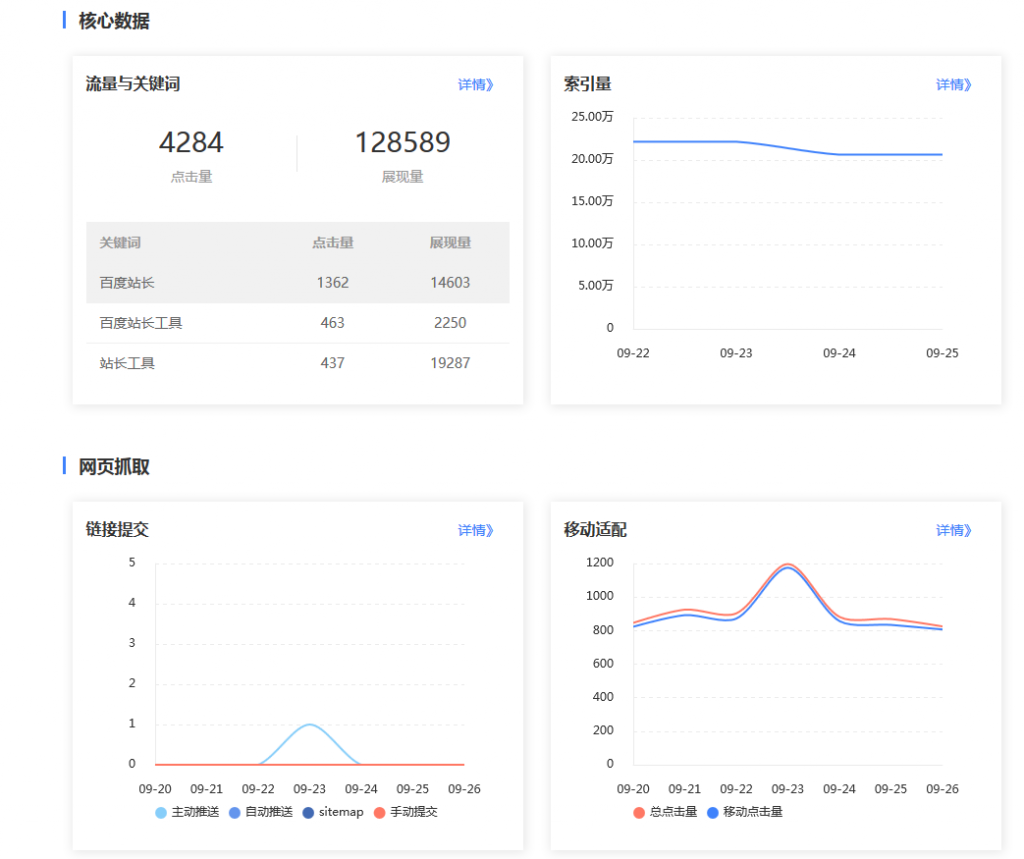 核心数据
流量与关键词 详情》
4284 128589
点击量 展现量
关键词 点击量 展现量
百度站长 1362 14603
百度站长工具 463 2250
站长工具 437 19287
索引量 详情》
25.00万
20.00万
15.00万
10.00万
5.00万
0
09-22 09-23 09-24 09-25
网页抓取
链接提交 详情》
5
4
3
2
1
0
09-20 09-21 09-22 09-23 09-24 09-25 09-26
主动推送 自动推送 sitemap 手动提交
移动适配 详情》
1200
1000
800
600
400
200
0
09-20 09-21 09-22 09-23 09-24 09-25 09-26
总点击量 移动点击量